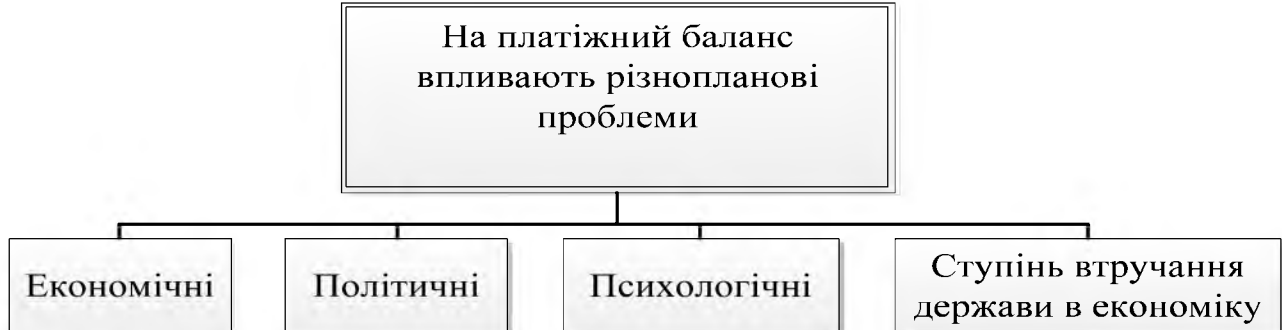 На платіжний баланс
впливають різнопланові
проблеми
Економічні
Політичні
Психологічні
Ступінь втручання
держави в економіку